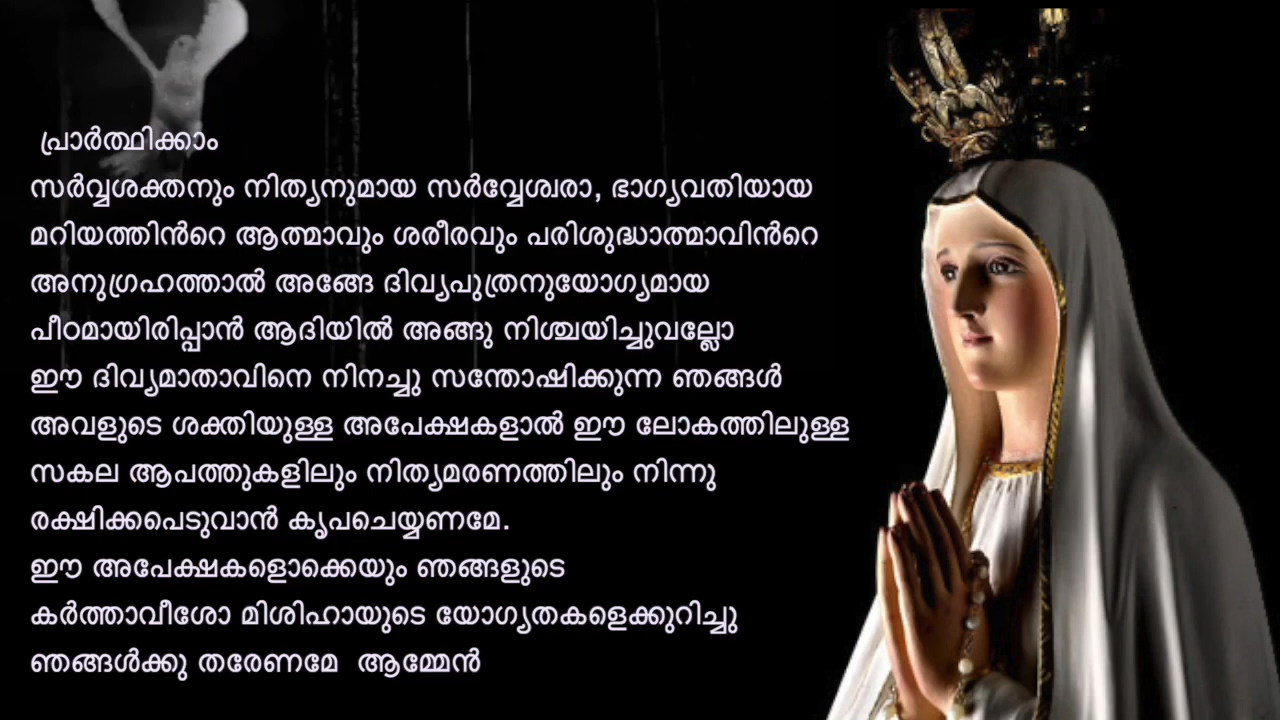 പ്രാർത്ഥിക്കാം
സർവ്വശക്തനും നിത്യനുമായ സർവ്വേശ്വരാ, ഭാഗ്യവതിയായ
മറിയത്തിൻറെ ആത്മാവും ശരീരവും പരിശുദ്ധാത്മാവിൻറെ
അനുഗ്രഹത്താൽ അങ്ങേ ദിവ്യപുത്രനുയോഗ്യമായ
പീഠമായിരിപ്പാൻ ആദിയിൽ അങ്ങു നിശ്ചയിച്ചുവല്ലോ
ഈ ദിവ്യമാതാവിനെ നിനച്ചു സന്തോഷിക്കുന്ന ഞങ്ങൾ
അവളുടെ ശക്തിയുള്ള അപേക്ഷകളാൽ ഈ ലോകത്തിലുള്ള
സകല ആപത്തുകളിലും നിത്യമരണത്തിലും നിന്നു
രക്ഷിക്കപെടുവാൻ കൃപചെയ്യണമേ.
ഈ അപേക്ഷകളൊക്കെയും ഞങ്ങളുടെ
കർത്താവീശോ മിശിഹായുടെ യോഗ്യതകളെക്കുറിച്ചു
ഞങ്ങൾക്കു തരേണമേ  ആമ്മേൻ